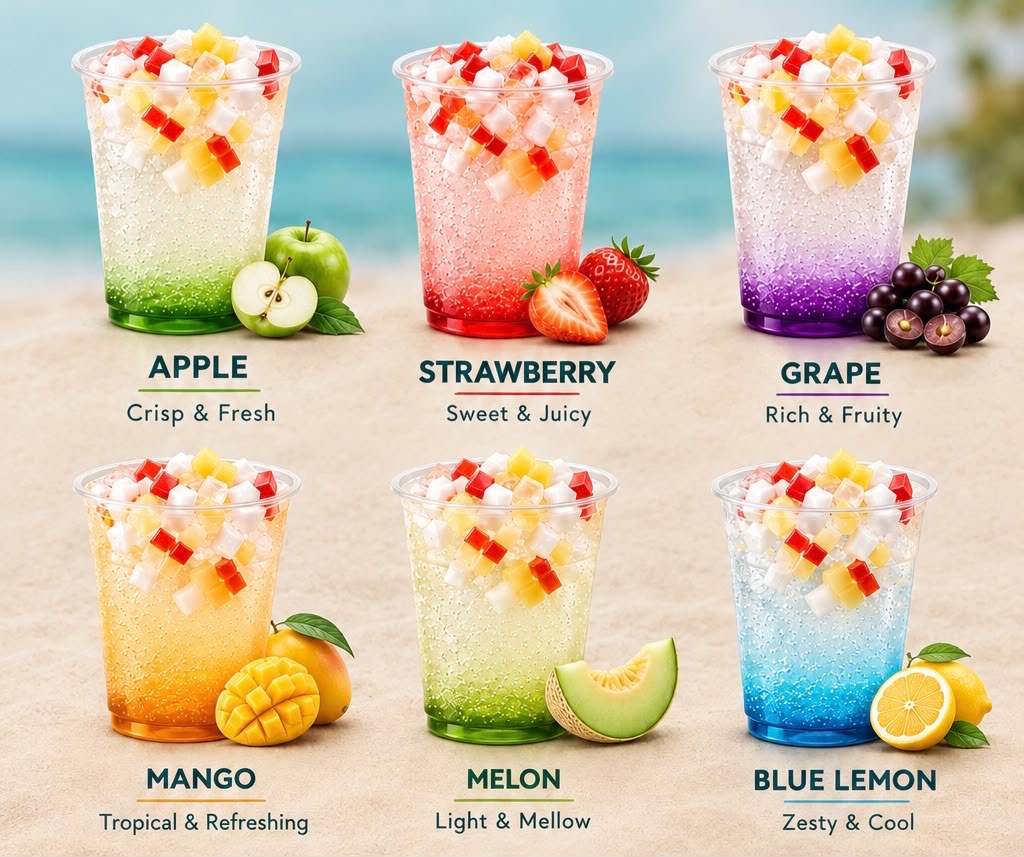 APPLE
Crisp & Fresh
STRAWBERRY
Sweet & Juicy
GRAPE
Rich & Fruity
MANGO
Tropical & Refreshing
MELON
Light & Mellow
BLUE LEMON
Zesty & Cool